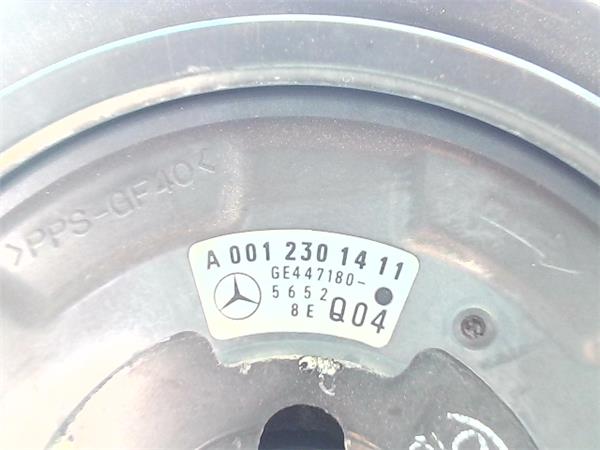 >PPS-GF40<
A 001 230 14 11
GE447180-
5652
8E Q04